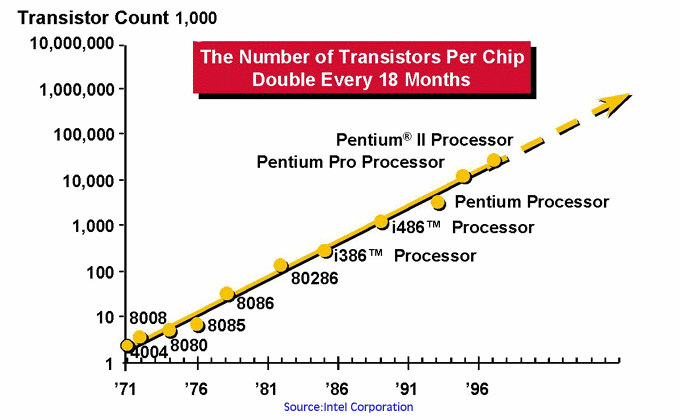 Transistor Count 1,000
The Number of Transistors Per Chip
Double Every 18 Months
10,000,000
1,000,000
100,000
10,000
1,000
100
10
1
Pentium® II Processor
Pentium Pro Processor
Pentium Processor
i486™ Processor
i386™ Processor
80286
8086
8085
8080
8008
4004
'71
'76
'81
'86
'91
'96
Source:Intel Corporation